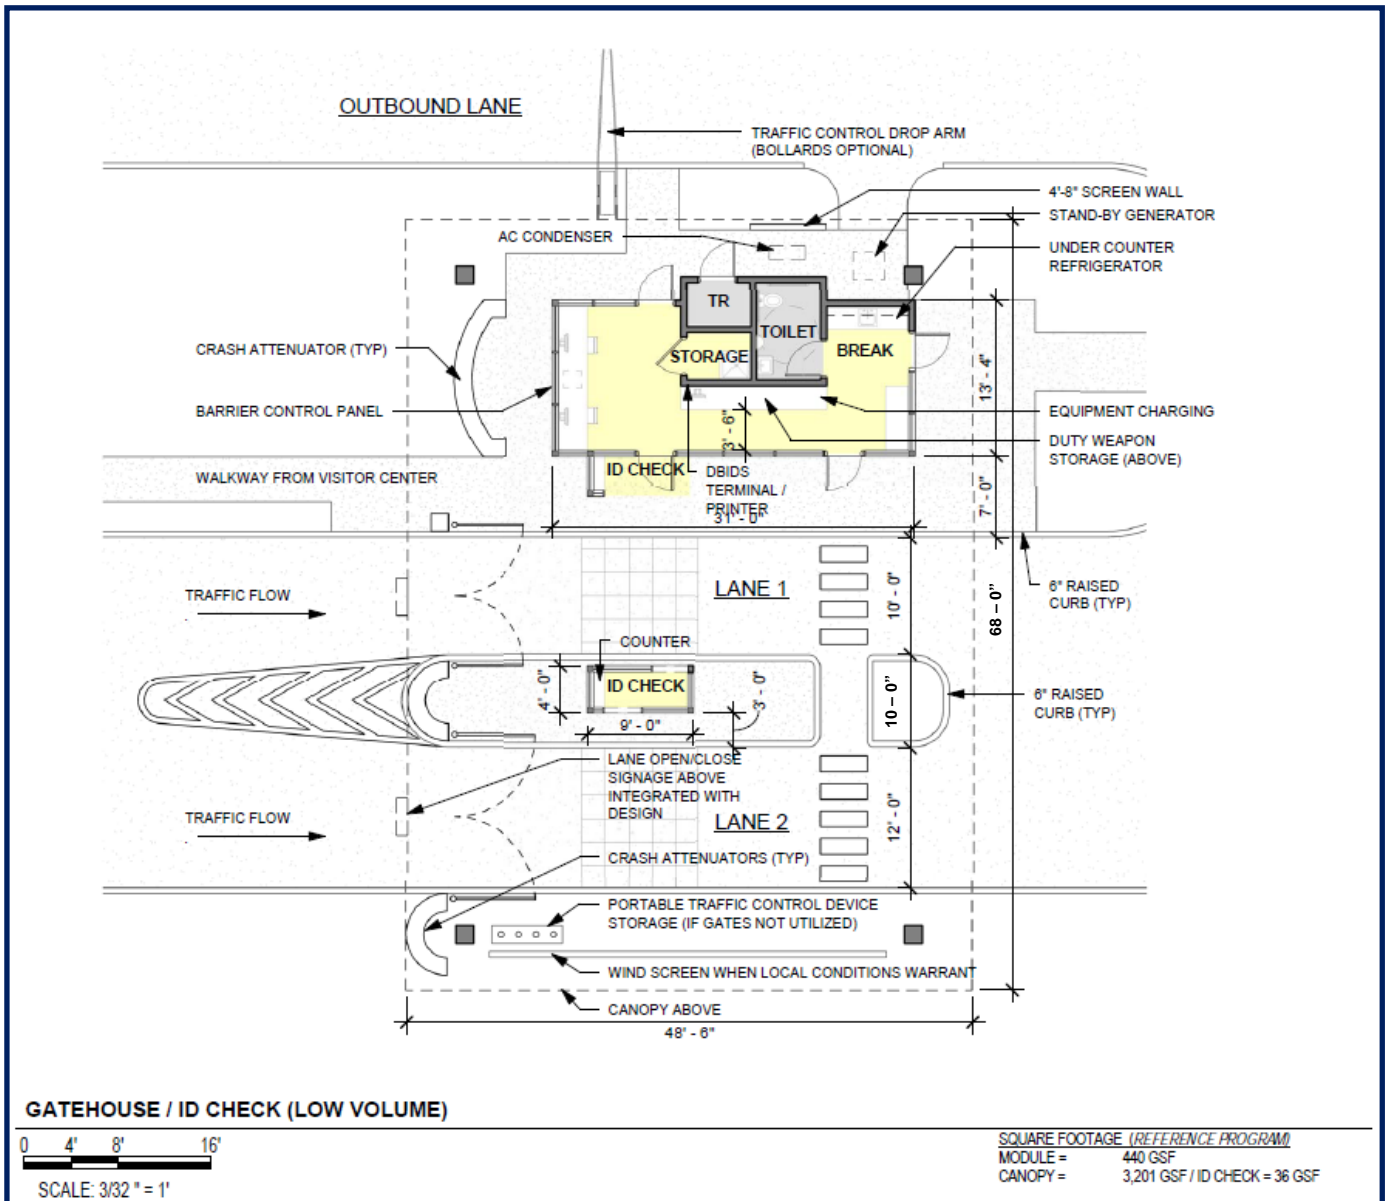 OUTBOUND LANE
TRAFFIC CONTROL DROP ARM
(BOLLARDS OPTIONAL)
4'-8" SCREEN WALL
STAND-BY GENERATOR
AC CONDENSER
UNDER COUNTER
REFRIGERATOR
TR
TOILET
STORAGE
BREAK
CRASH ATTENUATOR (TYP)
13' - 4"
BARRIER CONTROL PANEL
3' - 6"
EQUIPMENT CHARGING
DUTY WEAPON
STORAGE (ABOVE)
WALKWAY FROM VISITOR CENTER
ID CHECK
DBIDS
TERMINAL /
PRINTER
31' - 0"
7' - 0"
TRAFFIC FLOW
LANE 1
10' - 0"
68 – 0"
6" RAISED
CURB (TYP)
COUNTER
ID CHECK
4' - 0"
9' - 0"
3' - 0"
10 – 0"
6" RAISED
CURB (TYP)
LANE OPEN/CLOSE
SIGNAGE ABOVE
INTEGRATED WITH
DESIGN
TRAFFIC FLOW
LANE 2
12' - 0"
CRASH ATTENUATORS (TYP)
PORTABLE TRAFFIC CONTROL DEVICE
STORAGE (IF GATES NOT UTILIZED)
WIND SCREEN WHEN LOCAL CONDITIONS WARRANT
CANOPY ABOVE
48' - 6"
GATEHOUSE / ID CHECK (LOW VOLUME)
0 4' 8' 16'
SCALE: 3/32 " = 1'
SQUARE FOOTAGE (REFERENCE PROGRAM)
MODULE = 440 GSF
CANOPY = 3,201 GSF / ID CHECK = 36 GSF